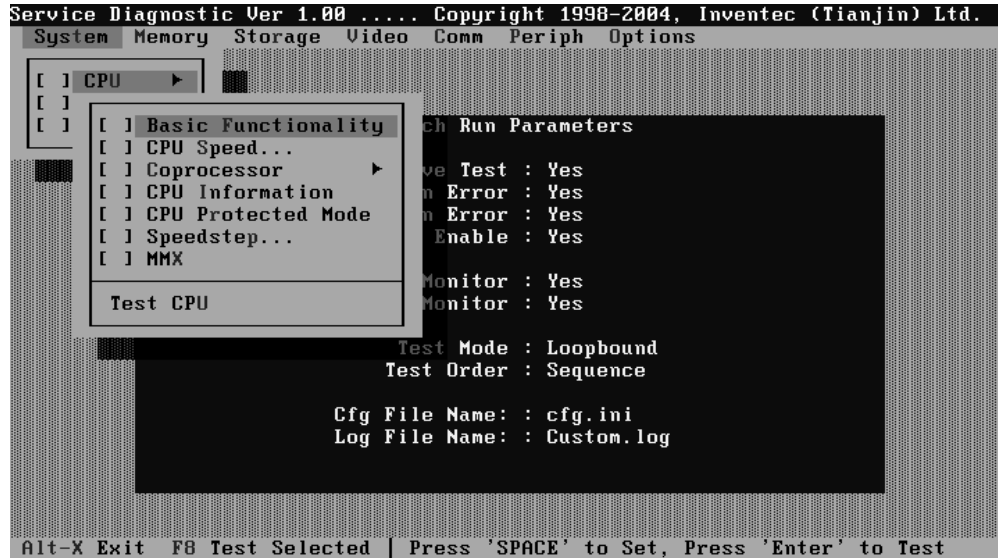 Service Diagnostic Ver 1.00 ..... Copyright 1998-2004, Inventec (Tianjin) Ltd.
System Memory Storage Video Comm Periph Options
[ ] CPU ►
[ ]
[ ]
[ ] Basic Functionality
[ ] CPU Speed...
[ ] Coprocessor ►
[ ] CPU Information
[ ] CPU Protected Mode
[ ] Speedstep...
[ ] MMX
Test CPU
ch Run Parameters
ve Test : Yes
n Error : Yes
n Error : Yes
Enable : Yes
Monitor : Yes
Monitor : Yes
Test Mode : Loopbound
Test Order : Sequence
Cfg File Name: : cfg.ini
Log File Name: : Custom.log
Alt-X Exit F8 Test Selected | Press 'SPACE' to Set, Press 'Enter' to Test